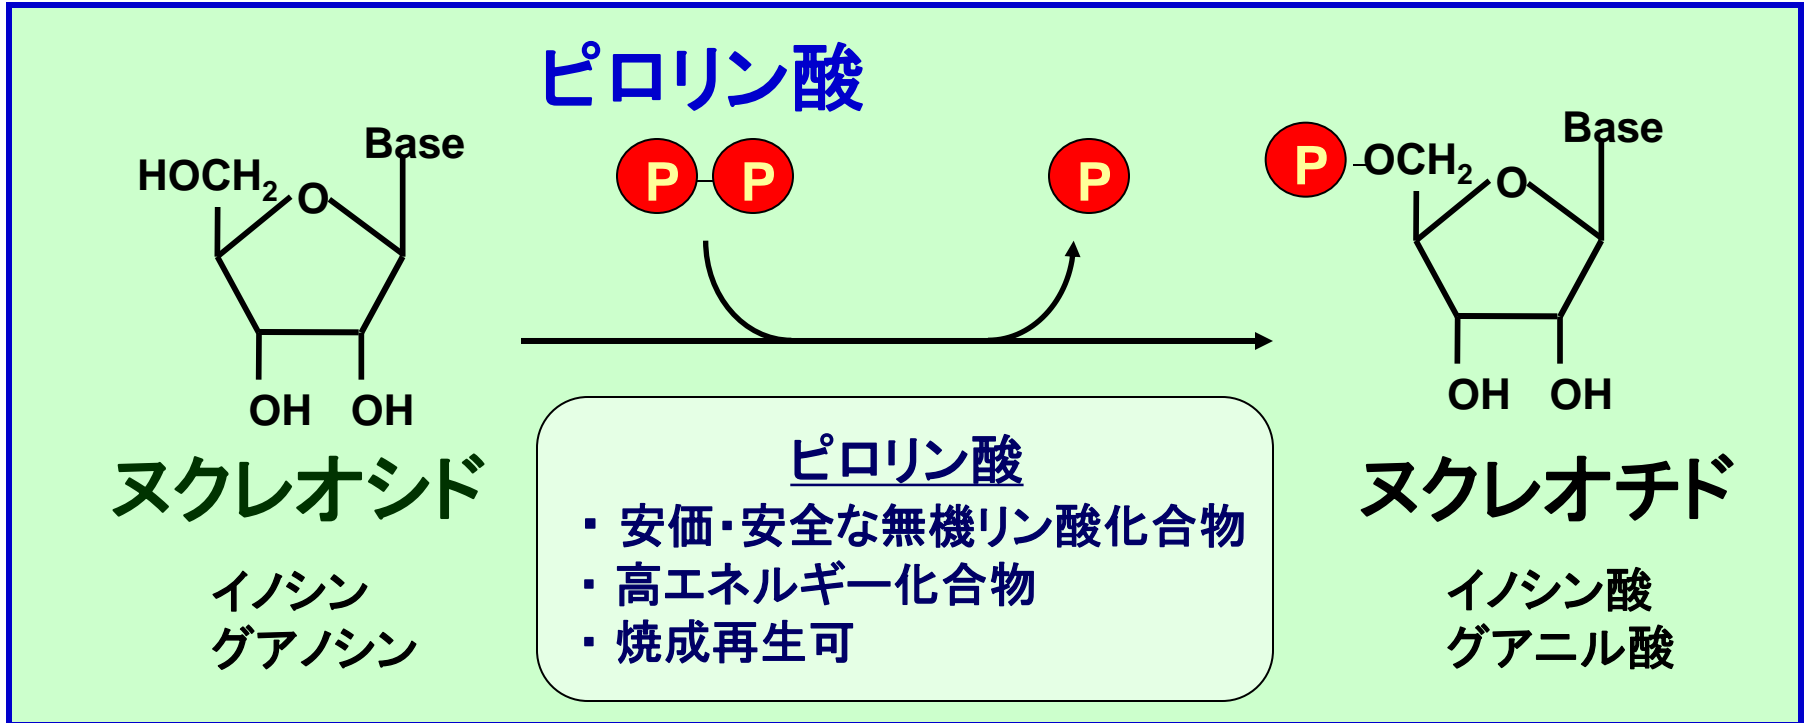 ピロリン酸
HOCH2
O
Base
OH OH
P P
P
P
OCH2
O
Base
OH OH
ヌクレオシド
イノシン
グアノシン
ピロリン酸
・安価・安全な無機リン酸化合物
・高エネルギー化合物
・焼成再生可
ヌクレオチド
イノシン酸
グアニル酸